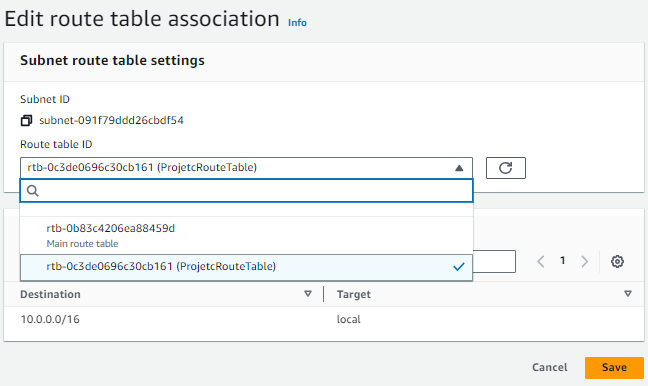 Edit route table association Info
Subnet route table settings
Subnet ID
subnet-091f79ddd26cbdf54
Route table ID
rtb-0c3de0696c30cb161 (ProjetcRouteTable)
rtb-0b83c4206ea88459d
Main route table
rtb-0c3de0696c30cb161 (ProjetcRouteTable)
1
Destination Target
10.0.0.0/16 local
Cancel Save